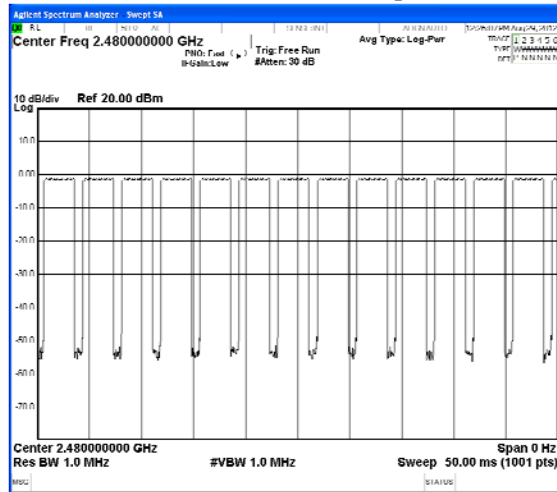 Agilent Spectrum Analyzer - Swept SA
RL
Center Freq 2.480000000 GHz
Avg Type: Log-Pwr
TRACE 1 2 3 4 5 6
TYPE
DET
PNO: Fast
IFGain:Low
Trig: Free Run
#Atten: 30 dB
10 dB/div Ref 20.00 dBm
Log
10.0
0.00
-10.0
-20.0
-30.0
-40.0
-50.0
-60.0
-70.0
Center 2.480000000 GHz
Span 0 Hz
Res BW 1.0 MHz
#VBW 1.0 MHz
Sweep 50.00 ms (1001 pts)
MSG
STATUS